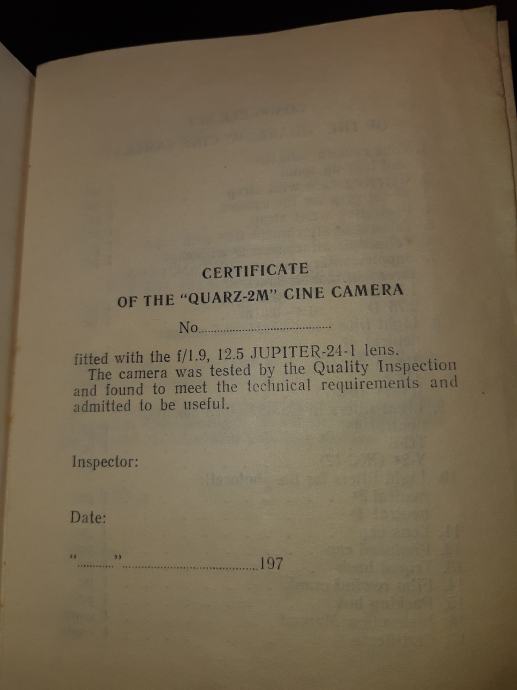 CERTIFICATE
OF THE "QUARZ-2M" CINE CAMERA
No..........................................
fitted with the f/1.9, 12.5 JUPITER-24-1 lens.
The camera was tested by the Quality Inspection
and found to meet the technical requirements and
admitted to be useful.
Inspector:
Date:
"..........." ..........................................197